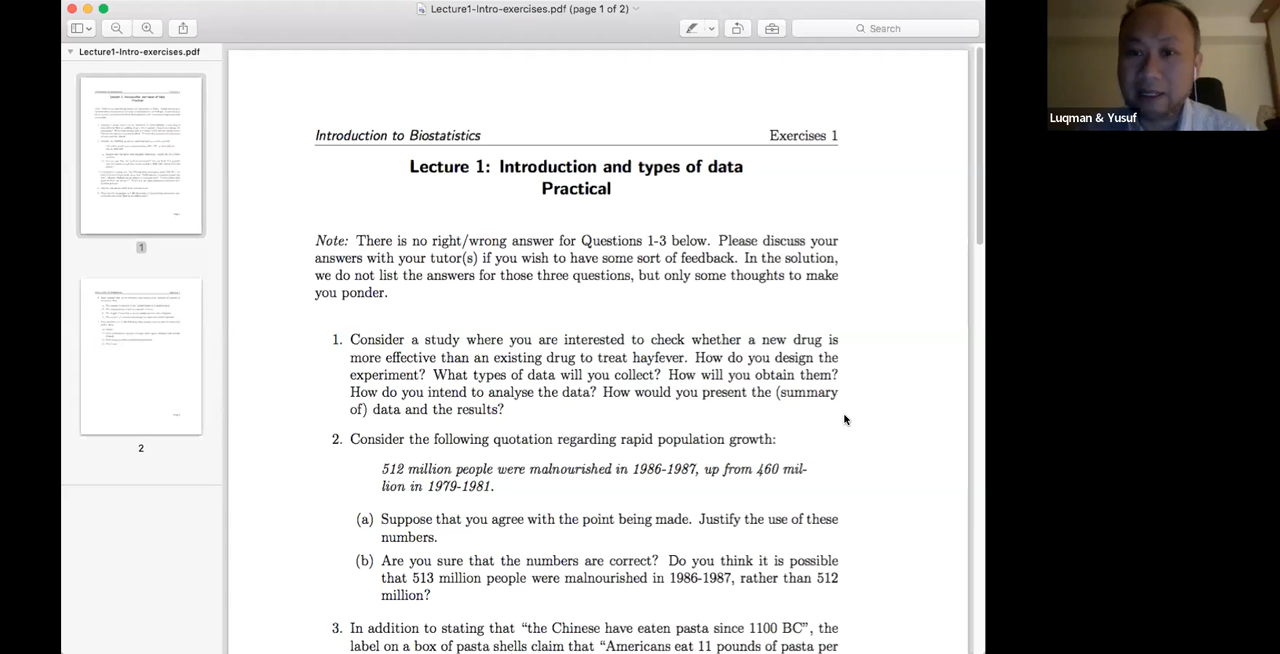 Lecture1-Intro-exercises.pdf (page 1 of 2)
Search
Lecture1-Intro-exercises.pdf
1
2
Introduction to Biostatistics Exercises 1
Lecture 1: Introduction and types of data
Practical
Note: There is no right/wrong answer for Questions 1-3 below. Please discuss your
answers with your tutor(s) if you wish to have some sort of feedback. In the solution,
we do not list the answers for those three questions, but only some thoughts to make
you ponder.
1. Consider a study where you are interested to check whether a new drug is
more effective than an existing drug to treat hayfever. How do you design the
experiment? What types of data will you collect? How will you obtain them?
How do you intend to analyse the data? How would you present the (summary
of) data and the results?
2. Consider the following quotation regarding rapid population growth:
512 million people were malnourished in 1986-1987, up from 460 mil-
lion in 1979-1981.
(a) Suppose that you agree with the point being made. Justify the use of these
numbers.
(b) Are you sure that the numbers are correct? Do you think it is possible
that 513 million people were malnourished in 1986-1987, rather than 512
million?
3. In addition to stating that “the Chinese have eaten pasta since 1100 BC”, the
label on a box of pasta shells claim that “Americans eat 11 pounds of pasta per
Luqman & Yusuf